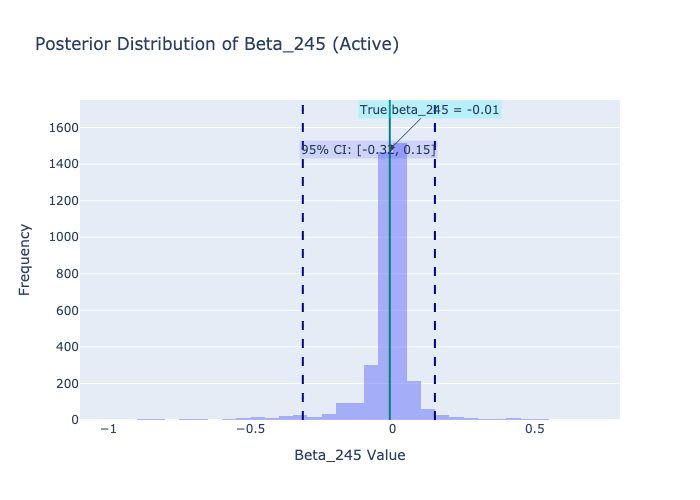 Posterior Distribution of Beta_245 (Active)
True beta_245 = -0.01
95% CI: [-0.32, 0.15]
1600
1400
1200
1000
800
600
400
200
0
Frequency
−1
−0.5
0
0.5
Beta_245 Value